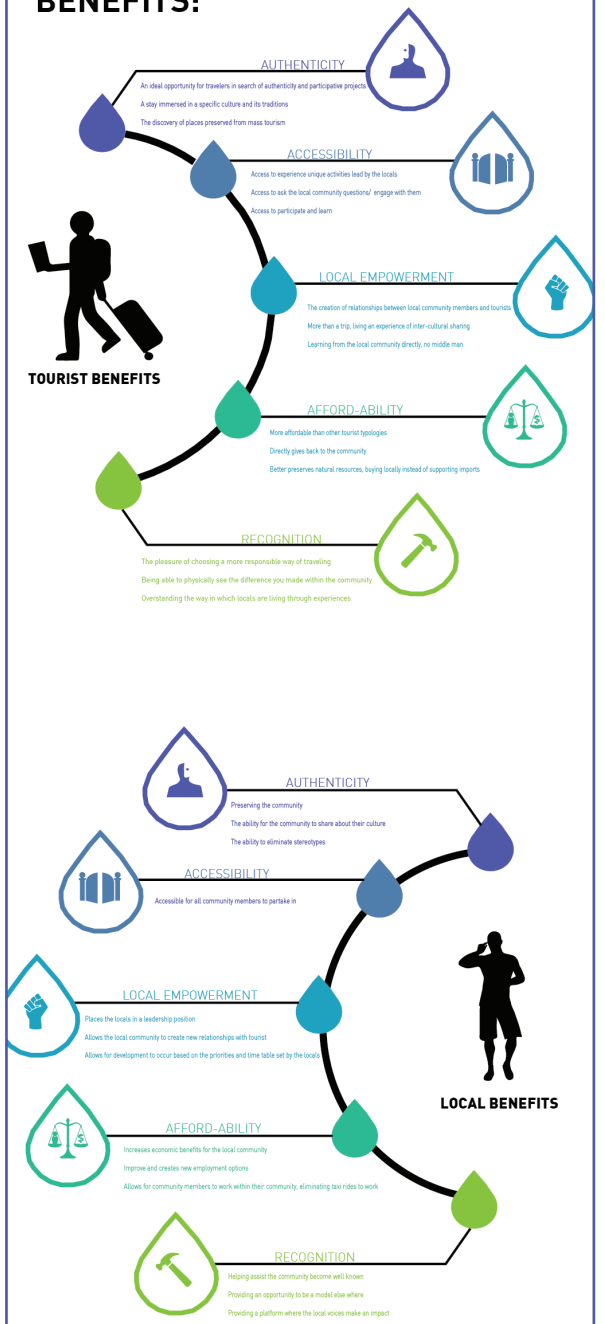 BENEFITS:
AUTHENTICITY
An ideal opportunity for travelers in search of authenticity and participative projects
A stay immersed in a specific culture and its traditions
The discovery of places preserved from mass tourism
ACCESSIBILITY
Access to experience unique activities lead by the locals
Access to ask the local community questions/ engage with them
Access to participate and learn
LOCAL EMPOWERMENT
The creation of relationships between local community members and tourists
More than a trip, living an experience of inter-cultural sharing
Learning from the local community directly, no middle man
TOURIST BENEFITS
AFFORD-ABILITY
More affordable than other tourist typologies
Directly gives back to the community
Better preserves natural resources, buying locally instead of supporting imports
$
RECOGNITION
The pleasure of choosing a more responsible way of traveling
Being able to physically see the difference you made within the community
Overstanding the way in which locals are living through experiences
AUTHENTICITY
Preserving the community
The ability for the community to share about their culture
The ability to eliminate stereotypes
ACCESSIBILITY
Accessible for all community members to partake in
LOCAL EMPOWERMENT
Places the locals in a leadership position
Allows the local community to create new relationships with tourist
Allows for development to occur based on the priorities and time table set by the locals
LOCAL BENEFITS
AFFORD-ABILITY
$
Increases economic benefits for the local community
Improve and creates new employment options
Allows for community members to work within their community, eliminating taxi rides to work
RECOGNITION
Helping assist the community become well known
Providing an opportunity to be a model else where
Providing a platform where the local voices make an impact